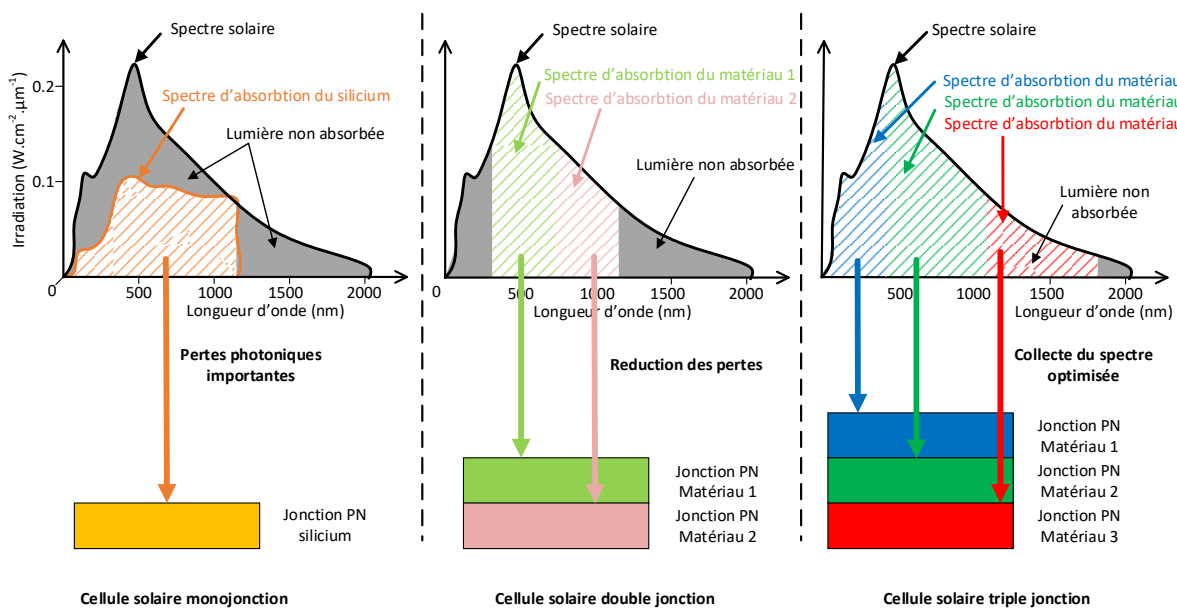 Spectre solaire
Spectre d'absorbtion du silicium
Lumière non absorbée
Irradiation (W.cm-2.µm-1)
0.2
0.1
0
500
1000
1500
2000
Longueur d'onde (nm)
Pertes photoniques
importantes
Jonction PN
silicium
Cellule solaire monojonction
Spectre solaire
Spectre d'absorbtion du matériau 1
Spectre d'absorbtion du matériau 2
Lumière non absorbée
0
500
1000
1500
2000
Longueur d'onde (nm)
Reduction des pertes
Jonction PN
Matériau 1
Jonction PN
Matériau 2
Cellule solaire double jonction
Spectre solaire
Spectre d'absorbtion du matériau
Spectre d'absorbtion du matériau
Spectre d'absorbtion du matériau
Lumière non
absorbée
0
500
1000
1500
2000
Longueur d'onde (nm)
Collecte du spectre
optimisée
Jonction PN
Matériau 1
Jonction PN
Matériau 2
Jonction PN
Matériau 3
Cellule solaire triple jonction